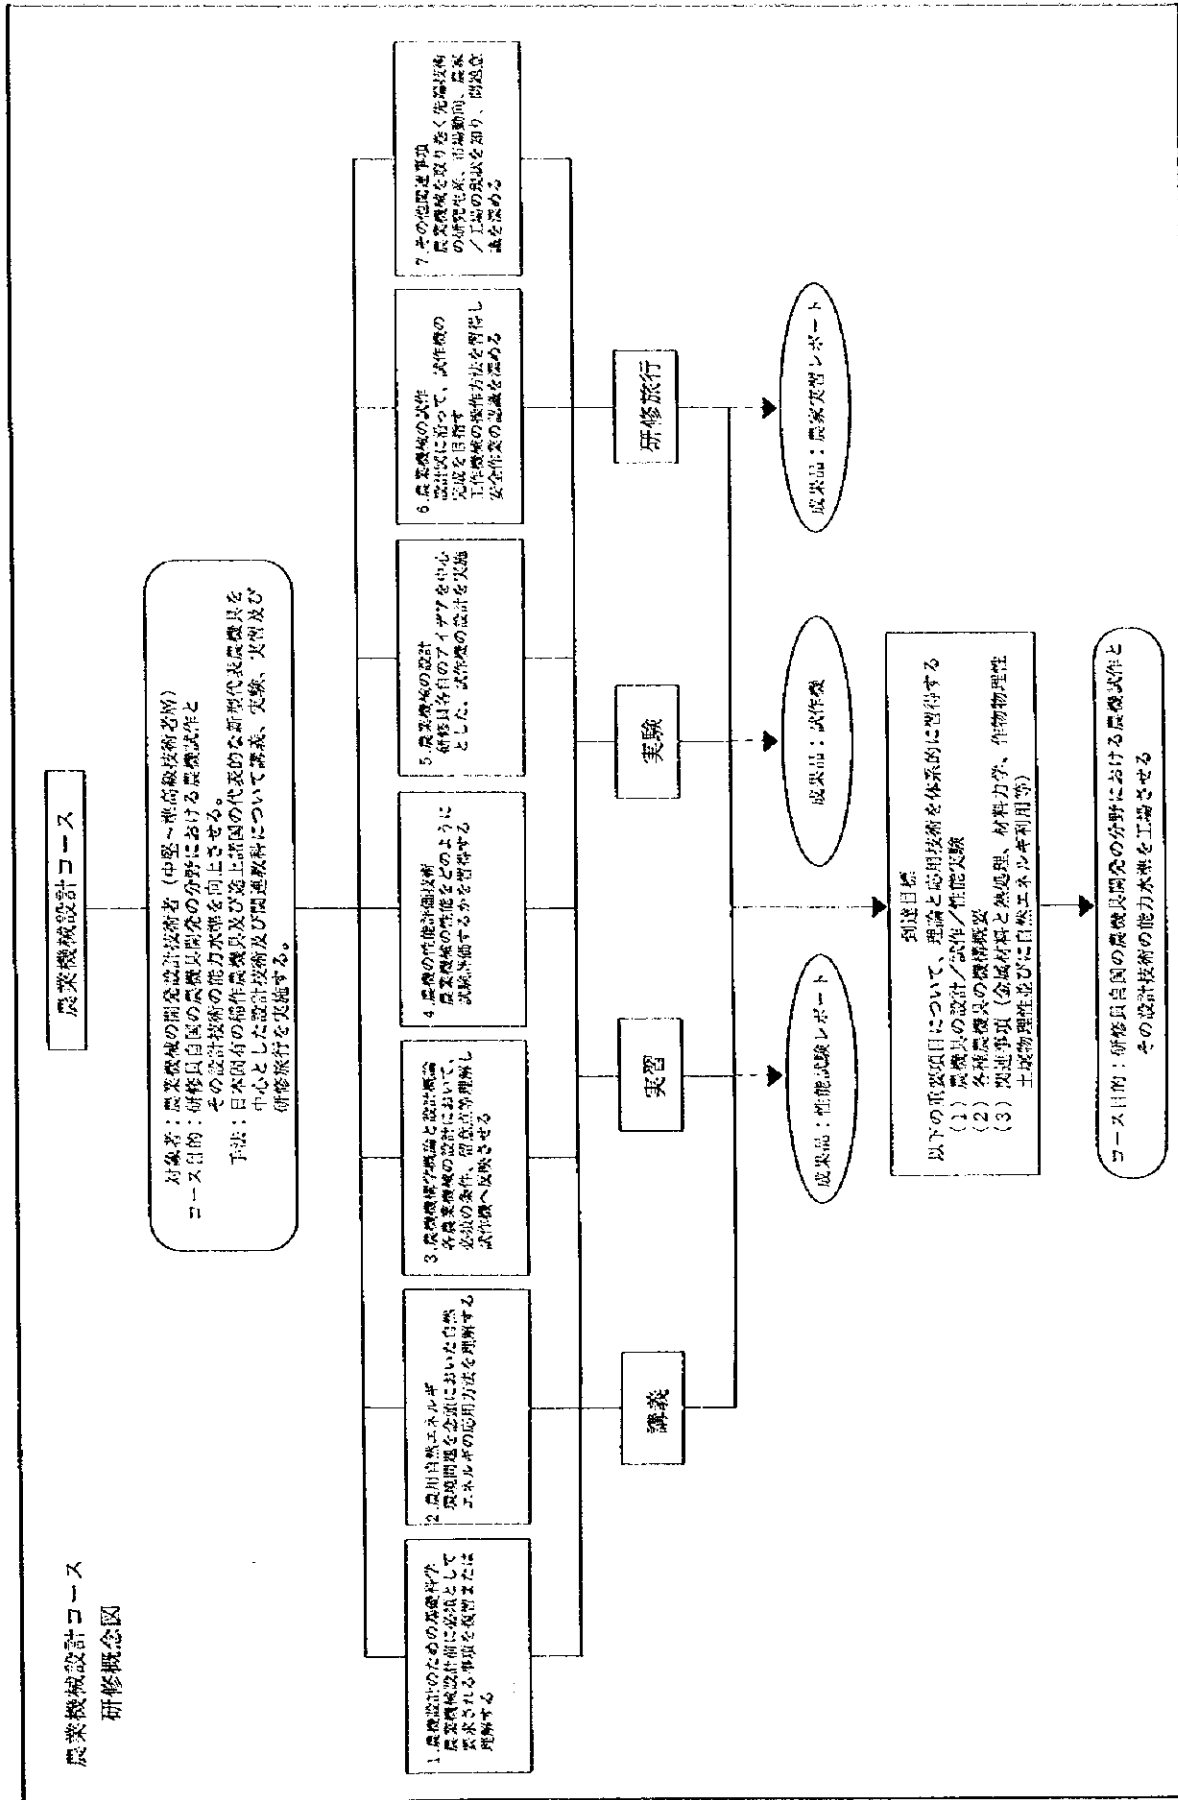 農業機械設計コース
研修概念図
農業機械設計コース
対象者：農業機械の開発設計技術者（中堅～準高級技術者層）
コース目的：研修員自国の農機具開発の分野における農機試作と
その設計技術の能力水準を向上させる。
手法：日本固有の稲作農機具及び途上諸国の代表的な新型代表農機具を
中心とした設計技術及び関連教科について講義、実験、実習及び
研修旅行を実施する。
1.農機設計のための基礎科学
農業機械設計前に必須として
要求される事項を復習または
理解する
2.農用自然エネルギ
環境問題を念頭においた自然
エネルギの応用方法を理解する
3.農機機構学概論と設計概論
各農業機械の設計において、
必須の条件、留意点等理解し
試作機へ反映させる
4.農機の性能評価技術
農業機械の性能をどのように
試験評価するかを習得する
5.農業機械の設計
研修員各自のアイデアを中心
とした、試作機の設計を実施
6.農業機械の試作
設計図に沿って、試作機の
完成を目指す
工作機械の操作方法を習得し
安全作業の認識を深める
7.その他関連事項
農業機械を取り巻く先端技術
の研究電系、市場動向、農家
／工場の現状を知り、問題意
識を深める
講義
実習
実験
研修旅行
成果品：性能試験レポート
成果品：試作機
成果品：農家実習レポート
到達目標
以下の重要項目について、理論と応用技術を体系的に習得する
（1）農機具の設計／試作／性能実験
（2）各種農機具の機構概要
（3）関連事項（金属材料と熱処理、材料力学、作物物理性
土壌物理性並びに自然エネルギ利用等）
コース目的：研修員自国の農機具開発の分野における農機試作と
その設計技術の能力水準を工場させる